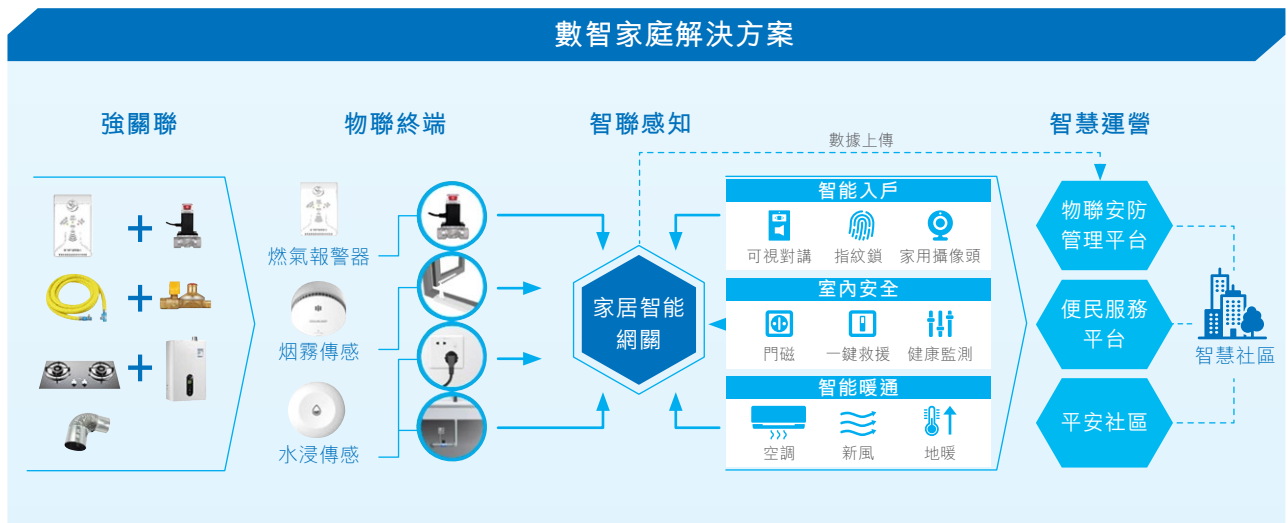 數智家庭解決方案
強關聯
物聯終端
智聯感知
智慧運營
數據上傳
燃氣報警器
烟霧傳感
水浸傳感
家居智能
網關
智能入戶
可視對講
指紋鎖
家用攝像頭
室內安全
門磁
一鍵救援
健康監測
智能暖通
空調
新風
地暖
物聯安防
管理平台
便民服務
平台
平安社區
智慧社區